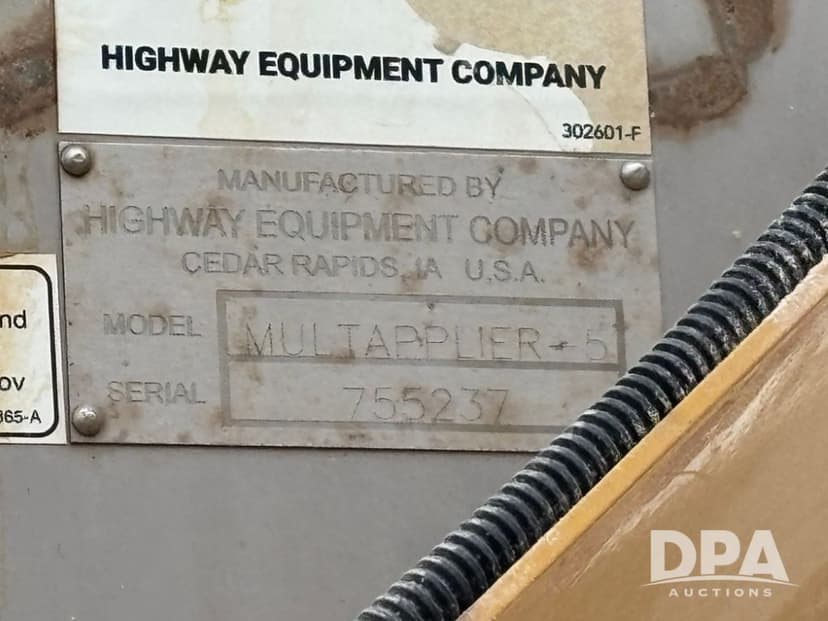 HIGHWAY EQUIPMENT COMPANY
302601-F
MANUFACTURED BY
HIGHWAY EQUIPMENT COMPANY
CEDAR RAPIDS, IA U.S.A.
MODEL MULTAPPLIER-5
SERIAL 755237
nd
ov
365-A
DPA
AUCTIONS